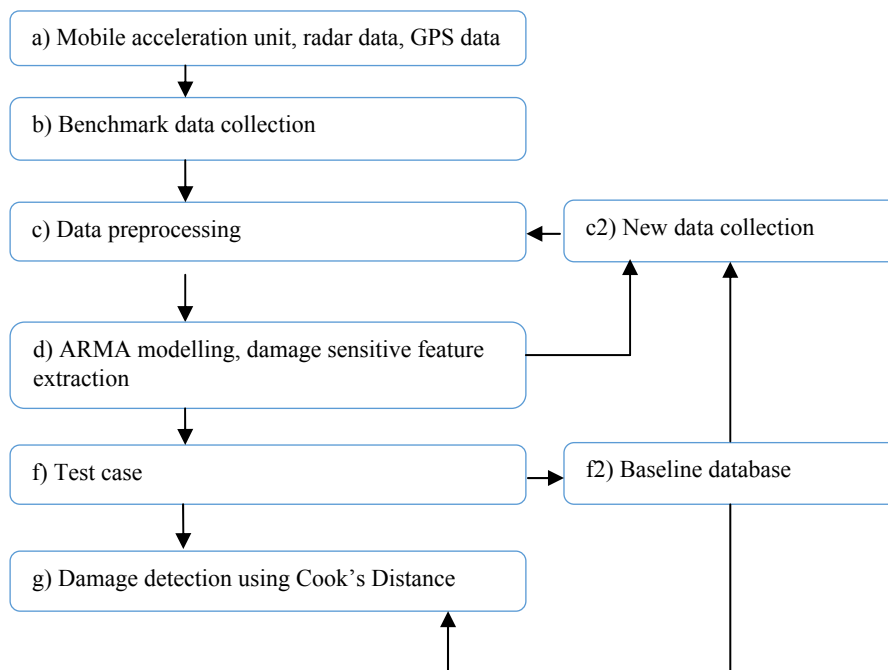 a) Mobile acceleration unit, radar data, GPS data
b) Benchmark data collection
c) Data preprocessing
c2) New data collection
d) ARMA modelling, damage sensitive feature
extraction
f) Test case
f2) Baseline database
g) Damage detection using Cook’s Distance